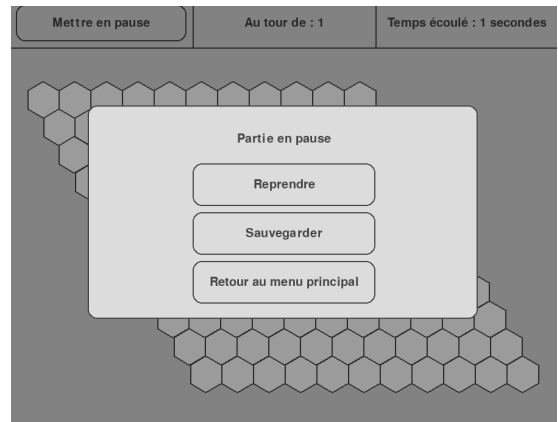 Mettre en pause
Au tour de : 1
Temps écoulé : 1 secondes
Partie en pause
Reprendre
Sauvegarder
Retour au menu principal